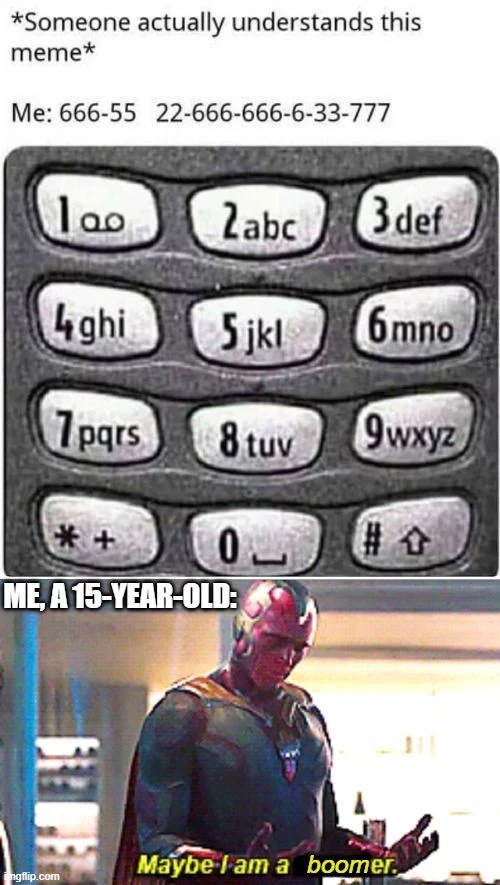 *Someone actually understands this
meme*
Me: 666-55 22-666-666-6-33-777
1 oo 2abc 3def
4ghi 5jkl 6mno
7pqrs 8tuv 9wxyz
*+ 0 #
ME, A 15-YEAR-OLD:
Maybe I am a boomer.
imgflip.com